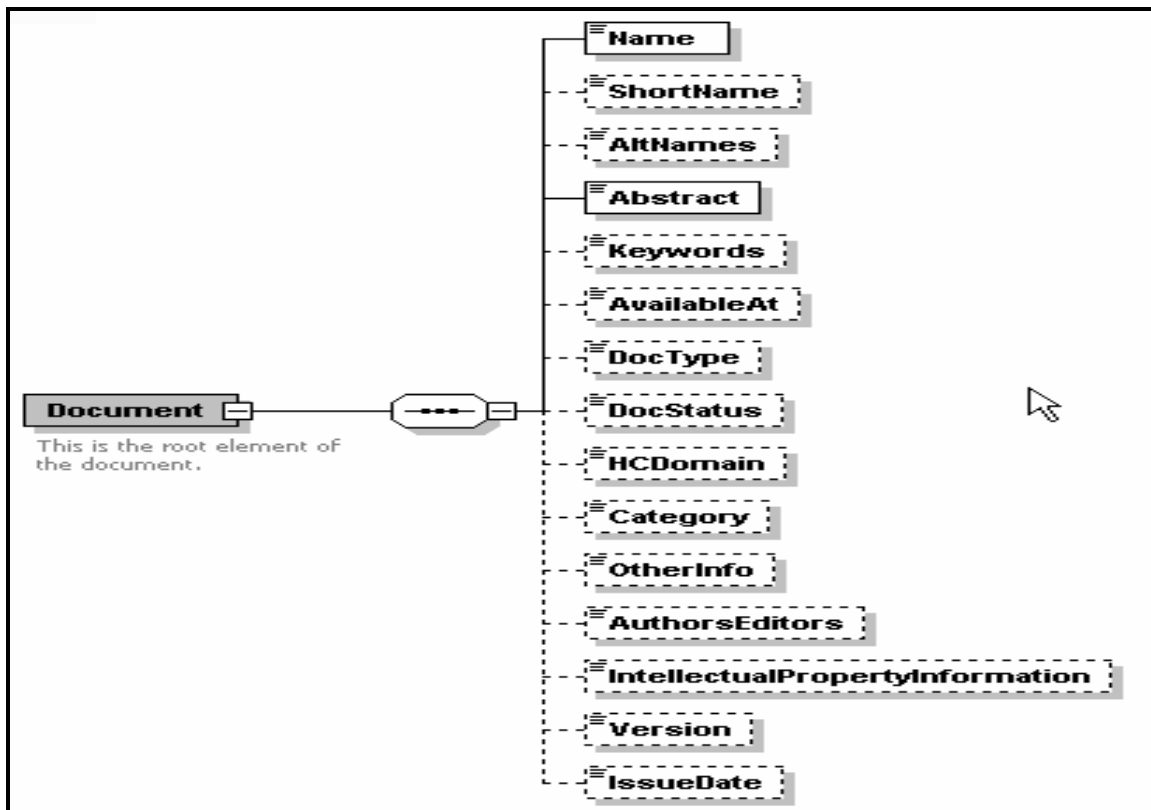 Name
ShortName
AltNames
Abstract
Keywords
AvailableAt
DocType
Document
DocStatus
This is the root element of
the document.
HCDomain
Category
OtherInfo
AuthorsEditors
IntellectualPropertyInformation
Version
IssueDate